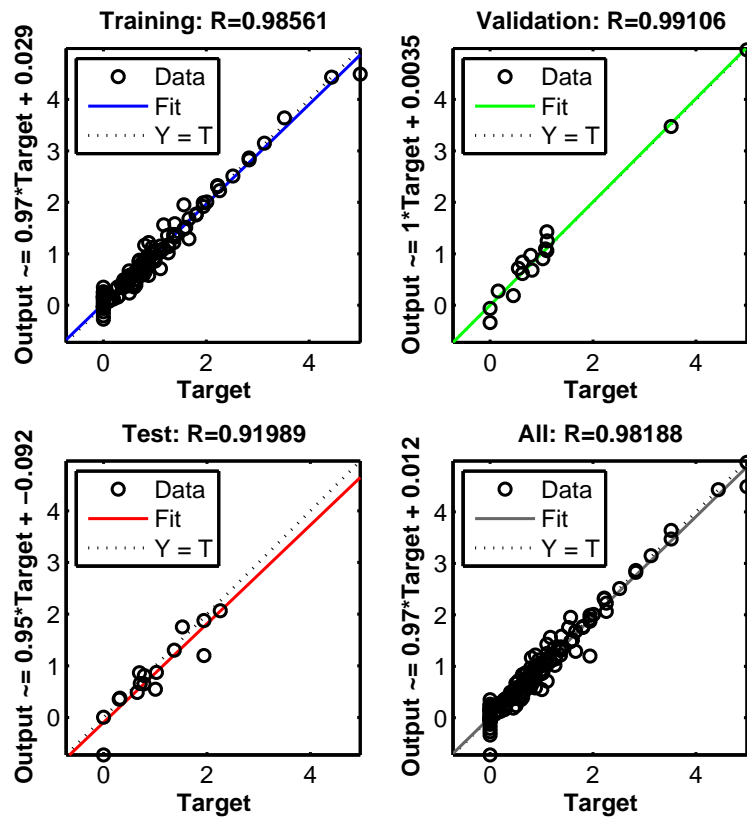 Training: R=0.98561
Output ~= 0.97*Target + 0.029
4
3
2
1
0
Data
Fit
Y = T
0 2 4
Target
Validation: R=0.99106
Output ~= 1*Target + 0.0035
4
3
2
1
0
Data
Fit
Y = T
0 2 4
Target
Test: R=0.91989
Output ~= 0.95*Target + −0.092
4
3
2
1
0
Data
Fit
Y = T
0 2 4
Target
All: R=0.98188
Output ~= 0.97*Target + 0.012
4
3
2
1
0
Data
Fit
Y = T
0 2 4
Target